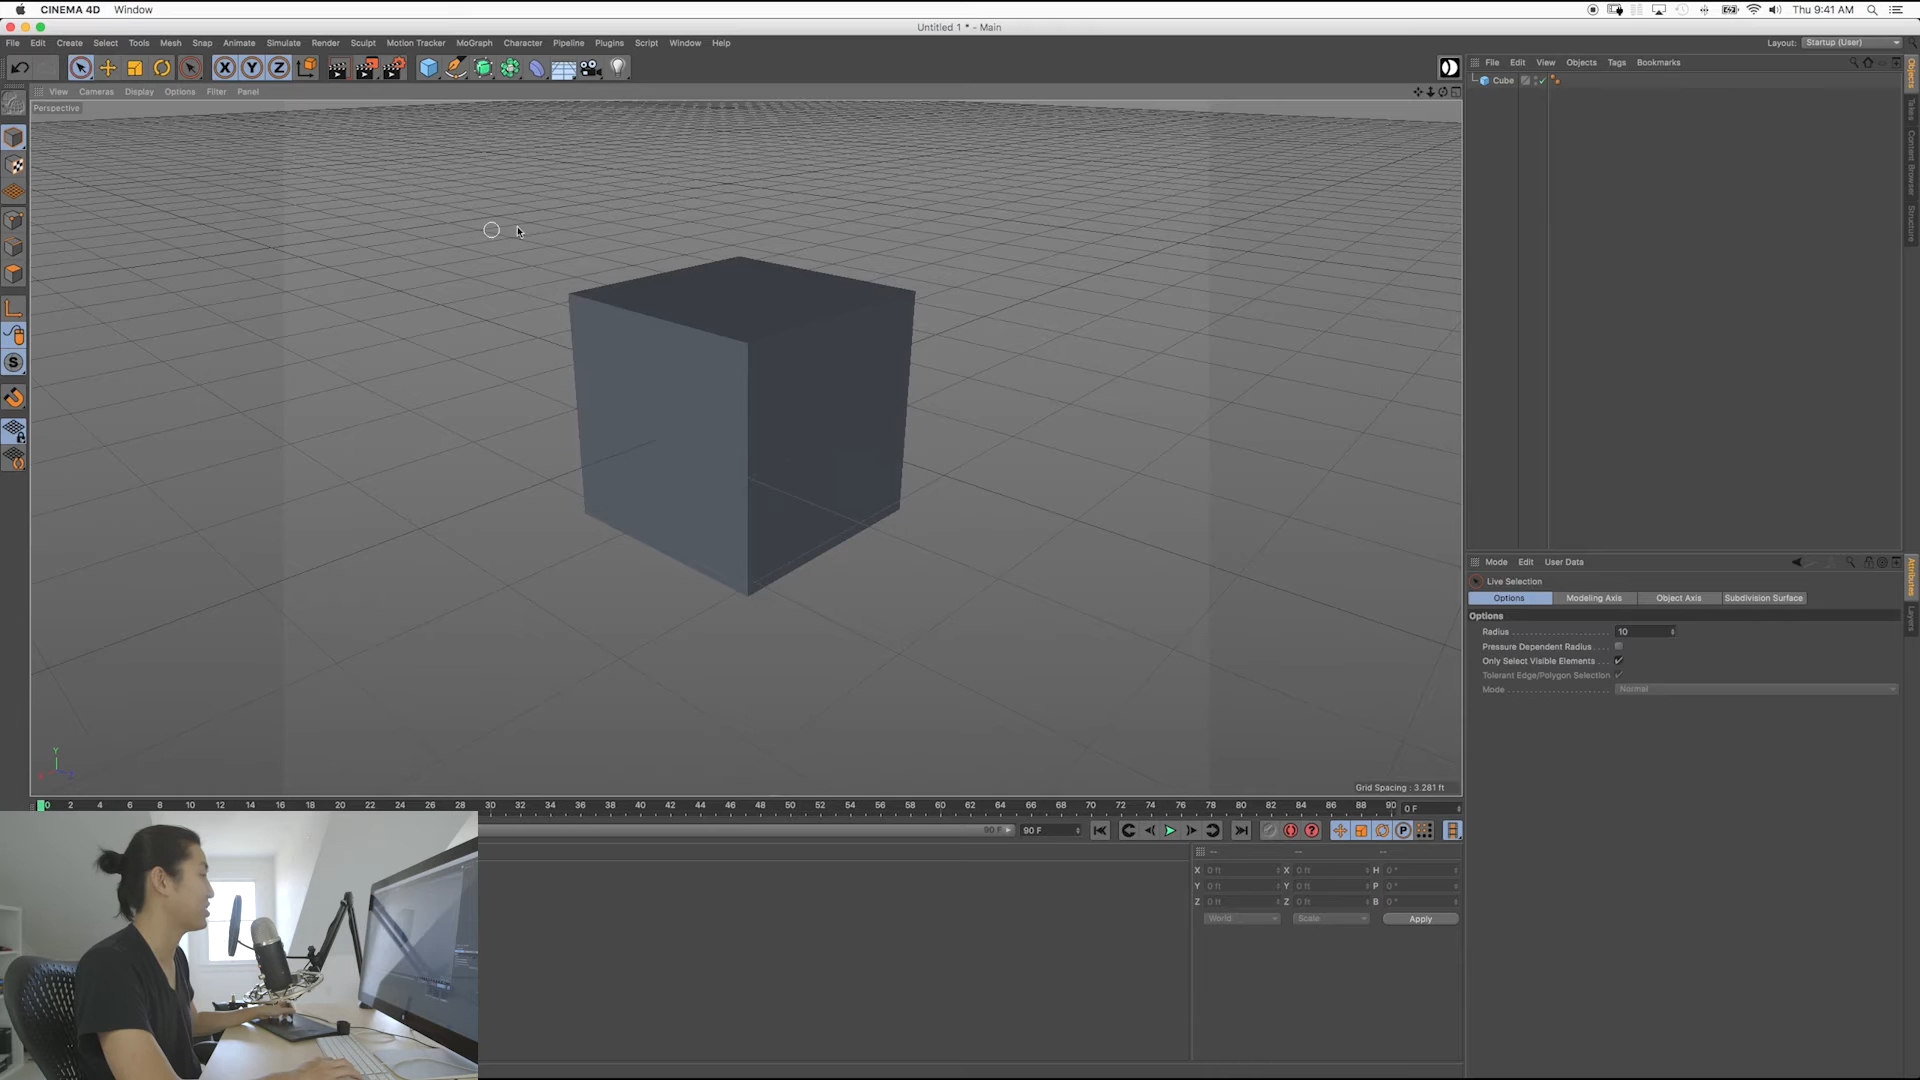 CINEMA 4D Window Thu 9:41 AM
Untitled 1 * - Main
File Edit Create Select Tools Mesh Snap Animate Simulate Render Sculpt Motion Tracker MoGraph Character Pipeline Plugins Script Window Help Layout: Startup (User)
X Y Z
File Edit View Objects Tags Bookmarks
Cube
View Cameras Display Options Filter Panel
Perspective
S
Y
Grid Spacing : 3.281 ft
Objects
Takes
Content Browser
Structure
Mode Edit User Data
Live Selection
Options Modeling Axis Object Axis Subdivision Surface
Options
Radius 10
Pressure Dependent Radius
Only Select Visible Elements
Tolerant Edge/Polygon Selection
Mode Normal
Attributes
Layers
0 2 4 6 8 10 12 14 16 18 20 22 24 26 28 30 32 34 36 38 40 42 44 46 48 50 52 54 56 58 60 62 64 66 68 70 72 74 76 78 80 82 84 86 88 90 0 F
90 F 90 F ? P
-- -- --
X 0 ft X 0 ft H 0 °
Y 0 ft Y 0 ft P 0 °
Z 0 ft Z 0 ft B 0 °
World Scale Apply